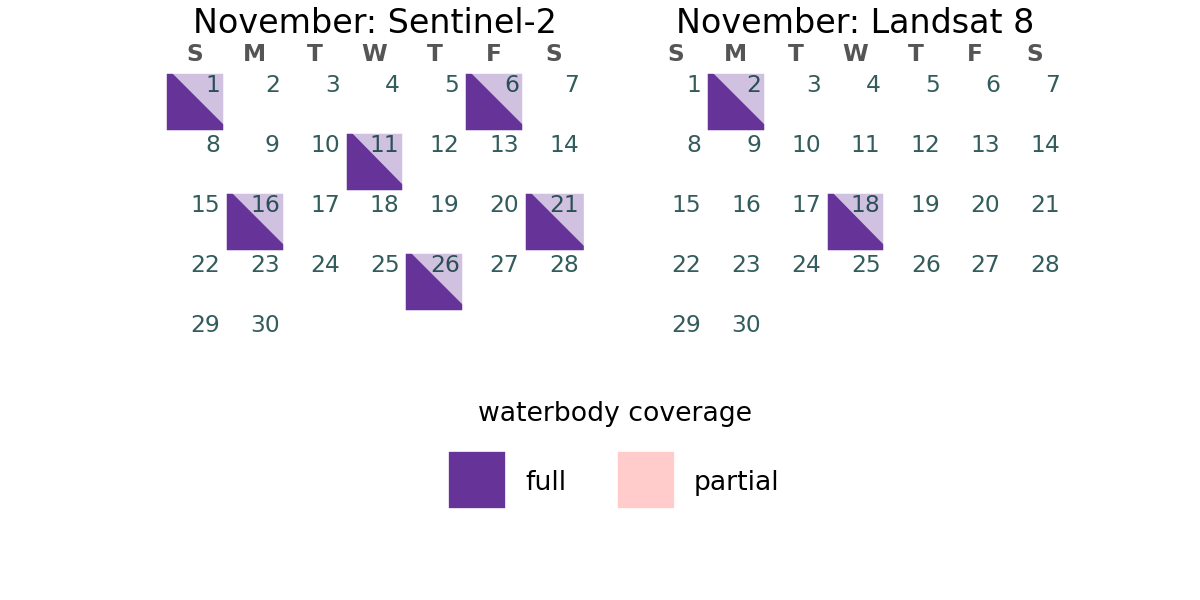 November: Sentinel-2
S M T W T F S
1 2 3 4 5 6 7
8 9 10 11 12 13 14
15 16 17 18 19 20 21
22 23 24 25 26 27 28
29 30
November: Landsat 8
S M T W T F S
1 2 3 4 5 6 7
8 9 10 11 12 13 14
15 16 17 18 19 20 21
22 23 24 25 26 27 28
29 30
waterbody coverage
full
partial